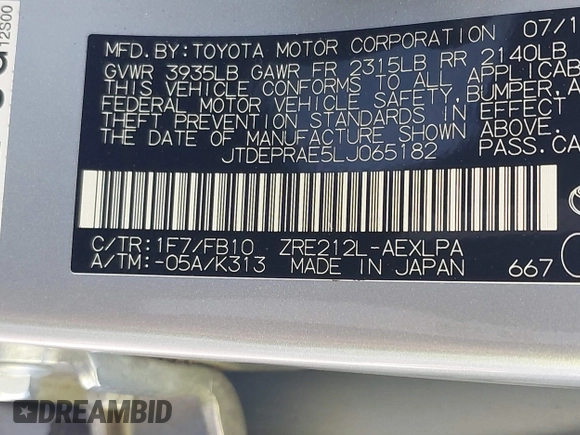 12S00
MFD.BY:TOYOTA MOTOR CORPORATION 07/1
GVWR 3935LB GAWR FR 2315LB RR 2140LB
THIS VEHICLE CONFORMS TO ALL APPLICAB
FEDERAL MOTOR VEHICLE SAFETY,BUMPER,A
THEFT PREVENTION STANDARDS IN EFFECT
THE DATE OF MANUFACTURE
JTDEPRAE5LJ065182 PASS.CA
C/TR:1F7/FB10 ZRE212L-AEXLPA
A/TM:-05A/K313 MADE IN JAPAN 667
DREAMBID